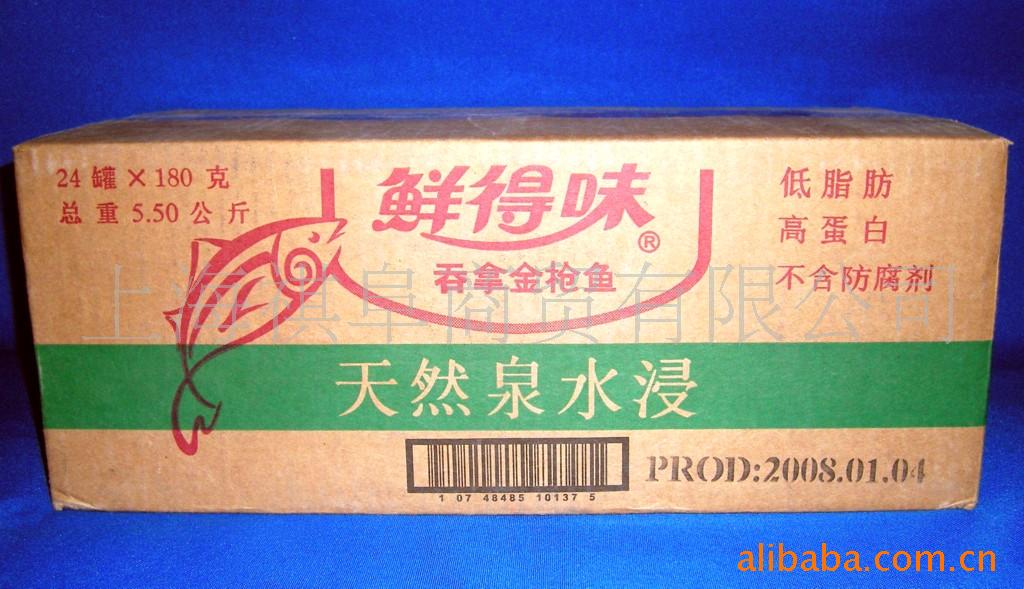 24 罐 × 180 克
总 重 5.50 公 斤
鲜得味
®
吞拿金枪鱼
低 脂 肪
高 蛋 白
不含防腐剂
上海淇阜商贸有限公司
天然泉水浸
1 07 48485 10137 5
PROD:2008.01.04
alibaba.com.cn